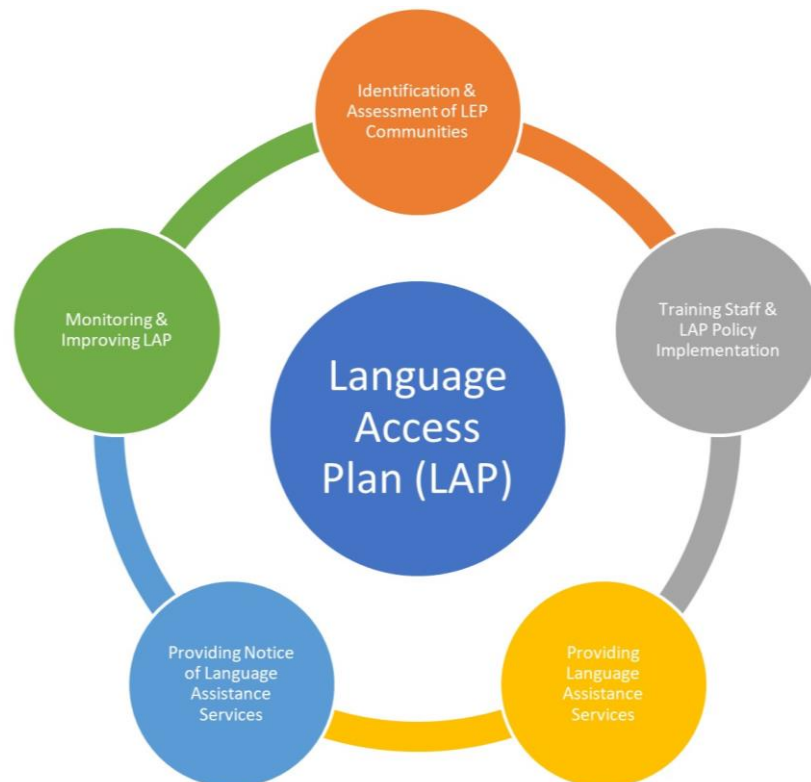 Identification &
Assessment of LEP
Communities
Training Staff &
LAP Policy
Implementation
Providing
Language
Assistance
Services
Providing Notice
of Language
Assistance
Services
Monitoring &
Improving LAP
Language
Access
Plan (LAP)